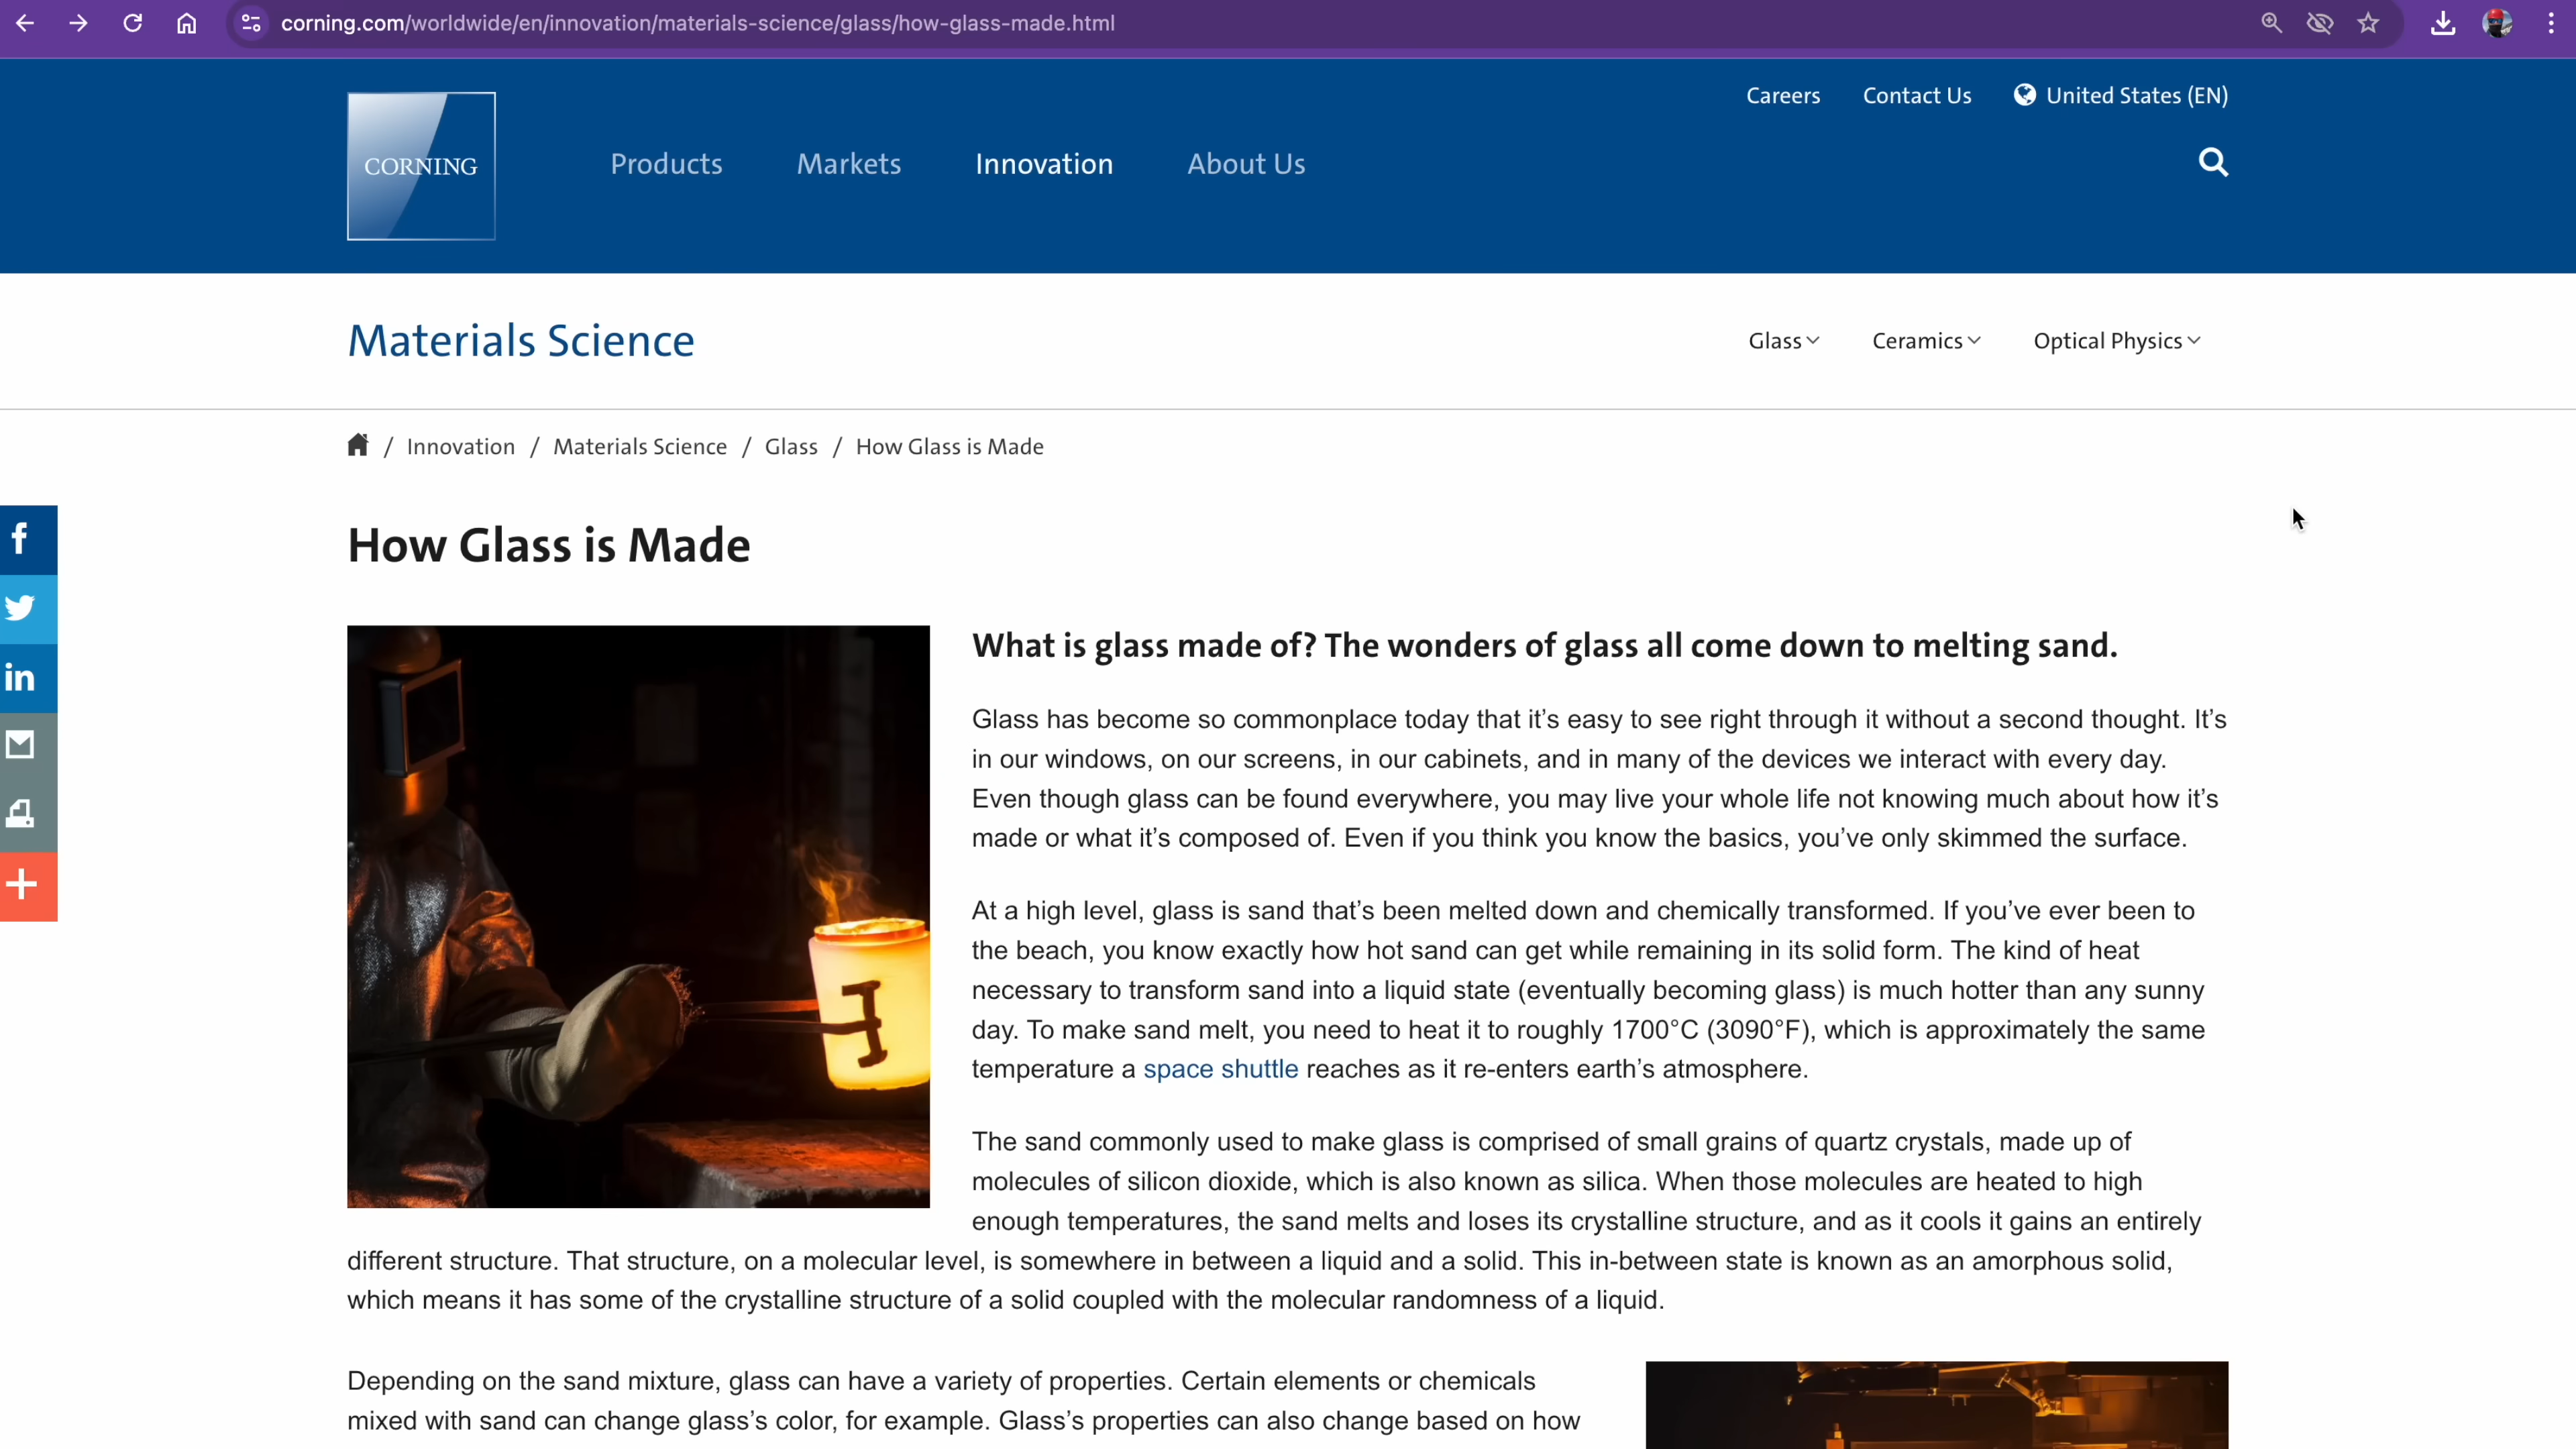 corning.com/worldwide/en/innovation/materials-science/glass/how-glass-made.html
Careers
Contact Us
United States (EN)
CORNING
Products
Markets
Innovation
About Us
Materials Science
Glass
Ceramics
Optical Physics
/ Innovation / Materials Science / Glass / How Glass is Made
How Glass is Made
What is glass made of? The wonders of glass all come down to melting sand.
Glass has become so commonplace today that it’s easy to see right through it without a second thought. It’s
in our windows, on our screens, in our cabinets, and in many of the devices we interact with every day.
Even though glass can be found everywhere, you may live your whole life not knowing much about how it’s
made or what it’s composed of. Even if you think you know the basics, you’ve only skimmed the surface.
At a high level, glass is sand that’s been melted down and chemically transformed. If you’ve ever been to
the beach, you know exactly how hot sand can get while remaining in its solid form. The kind of heat
necessary to transform sand into a liquid state (eventually becoming glass) is much hotter than any sunny
day. To make sand melt, you need to heat it to roughly 1700°C (3090°F), which is approximately the same
temperature a space shuttle reaches as it re-enters earth’s atmosphere.
The sand commonly used to make glass is comprised of small grains of quartz crystals, made up of
molecules of silicon dioxide, which is also known as silica. When those molecules are heated to high
enough temperatures, the sand melts and loses its crystalline structure, and as it cools it gains an entirely
different structure. That structure, on a molecular level, is somewhere in between a liquid and a solid. This in-between state is known as an amorphous solid,
which means it has some of the crystalline structure of a solid coupled with the molecular randomness of a liquid.
Depending on the sand mixture, glass can have a variety of properties. Certain elements or chemicals
mixed with sand can change glass’s color, for example. Glass’s properties can also change based on how